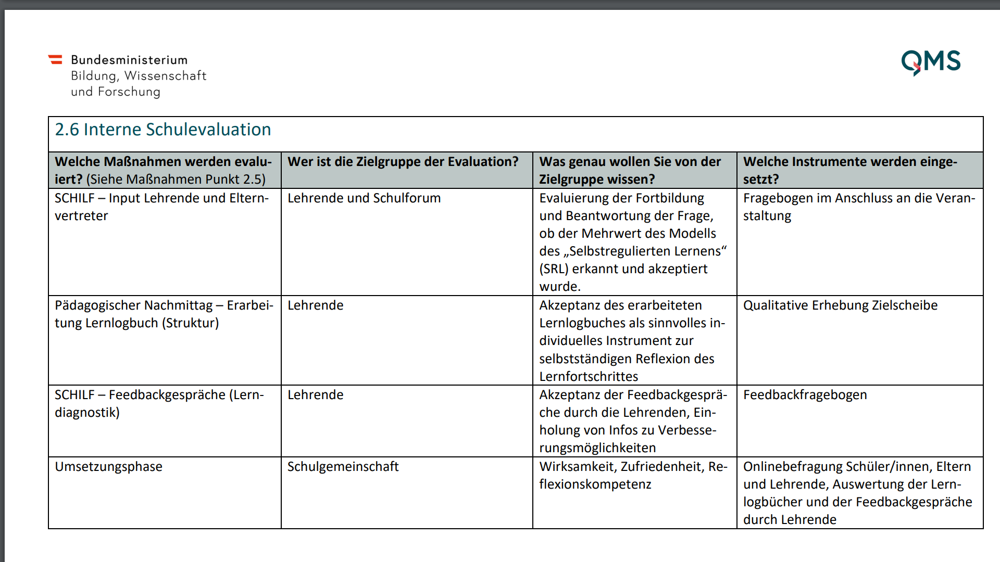 Bundesministerium
Bildung, Wissenschaft
und Forschung
QMS
2.6 Interne Schulevaluation
Welche Maßnahmen werden evalu-
iert? (Siehe Maßnahmen Punkt 2.5)
Wer ist die Zielgruppe der Evaluation?
Was genau wollen Sie von der
Zielgruppe wissen?
Welche Instrumente werden einge-
setzt?
SCHILF – Input Lehrende und Eltern-
vertreter
Lehrende und Schulforum
Evaluierung der Fortbildung
und Beantwortung der Frage,
ob der Mehrwert des Modells
des „Selbstregulierten Lernens“
(SRL) erkannt und akzeptiert
wurde.
Fragebogen im Anschluss an die Veran-
staltung
Pädagogischer Nachmittag – Erarbei-
tung Lernlogbuch (Struktur)
Lehrende
Akzeptanz des erarbeiteten
Lernlogbuches als sinnvolles in-
dividuelles Instrument zur
selbstständigen Reflexion des
Lernfortschrittes
Qualitative Erhebung Zielscheibe
SCHILF – Feedbackgespräche (Lern-
diagnostik)
Lehrende
Akzeptanz der Feedbackgesprä-
che durch die Lehrenden, Ein-
holung von Infos zu Verbesse-
rungsmöglichkeiten
Feedbackfragebogen
Umsetzungsphase
Schulgemeinschaft
Wirksamkeit, Zufriedenheit, Re-
flexionskompetenz
Onlinebefragung Schüler/innen, Eltern
und Lehrende, Auswertung der Lern-
logbücher und der Feedbackgespräche
durch Lehrende